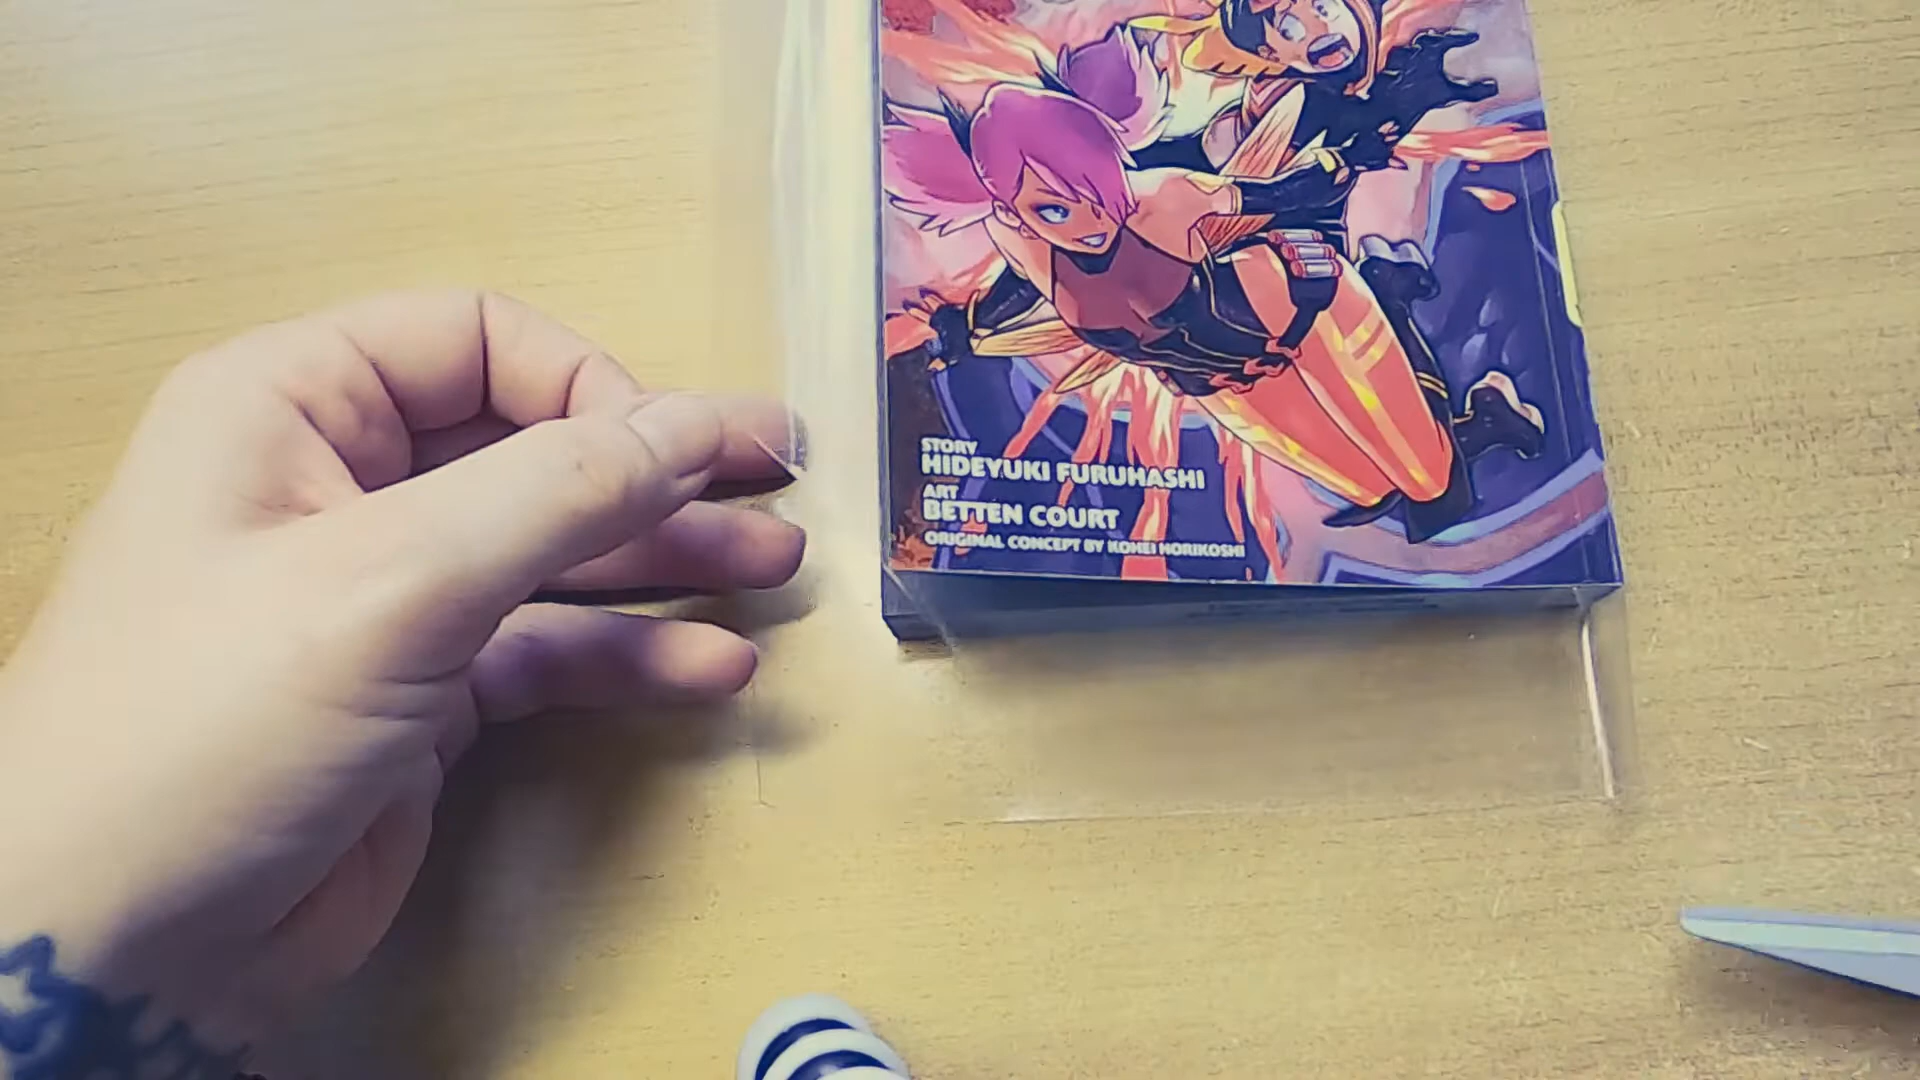 STORY
HIDEYUKI FURUHASHI
ART
BETTEN COURT
ORIGINAL CONCEPT BY KOHEI HORIKOSHI